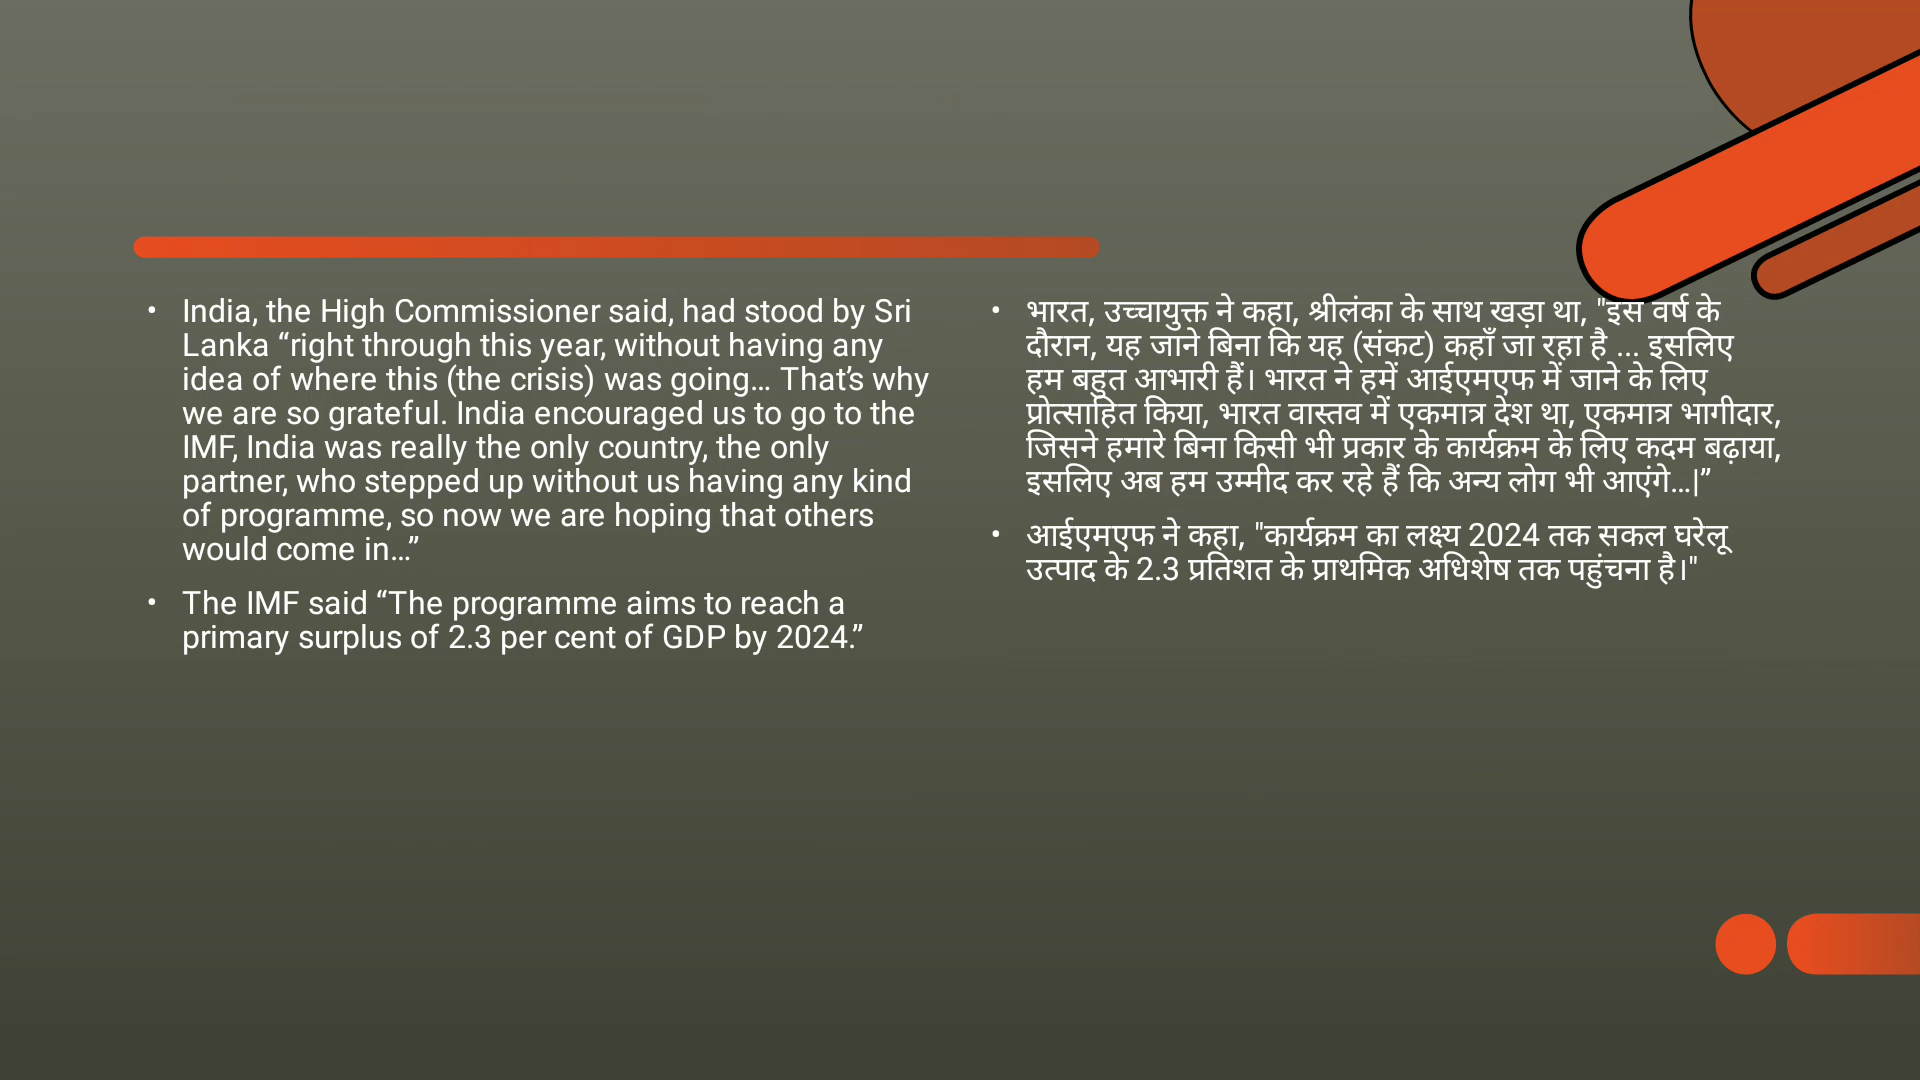 • India, the High Commissioner said, had stood by Sri
Lanka “right through this year, without having any
idea of where this (the crisis) was going… That’s why
we are so grateful. India encouraged us to go to the
IMF, India was really the only country, the only
partner, who stepped up without us having any kind
of programme, so now we are hoping that others
would come in…”
• The IMF said “The programme aims to reach a
primary surplus of 2.3 per cent of GDP by 2024.”
• भारत, उच्चायुक्त ने कहा, श्रीलंका के साथ खड़ा था, "इस वर्ष के
दौरान, यह जाने बिना कि यह (संकट) कहाँ जा रहा है ... इसलिए
हम बहुत आभारी हैं। भारत ने हमें आईएमएफ में जाने के लिए
प्रोत्साहित किया, भारत वास्तव में एकमात्र देश था, एकमात्र भागीदार,
जिसने हमारे बिना किसी भी प्रकार के कार्यक्रम के लिए कदम बढ़ाया,
इसलिए अब हम उम्मीद कर रहे हैं कि अन्य लोग भी आएंगे…|”
• आईएमएफ ने कहा, "कार्यक्रम का लक्ष्य 2024 तक सकल घरेलू
उत्पाद के 2.3 प्रतिशत के प्राथमिक अधिशेष तक पहुंचना है।"